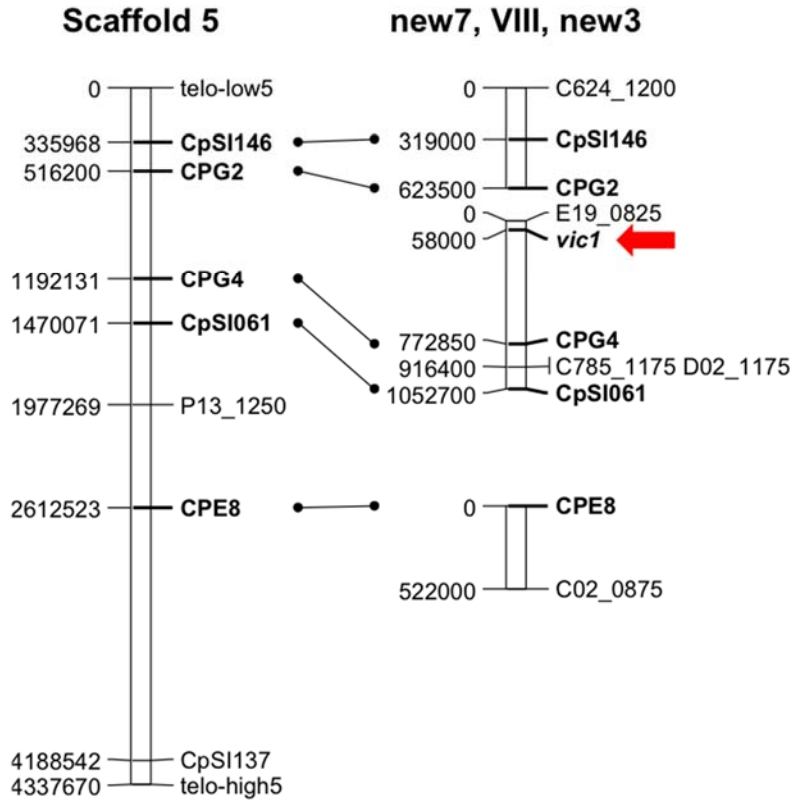 Scaffold 5
0 telo-low5
335968 CpSI146
516200 CPG2
1192131 CPG4
1470071 CpSI061
1977269 P13_1250
2612523 CPE8
4188542 CpSI137
4337670 telo-high5
new7, VIII, new3
0 C624_1200
319000 CpSI146
623500 CPG2
0 E19_0825
58000 vic1
772850 CPG4
916400 C785_1175 D02_1175
1052700 CpSI061
0 CPE8
522000 C02_0875